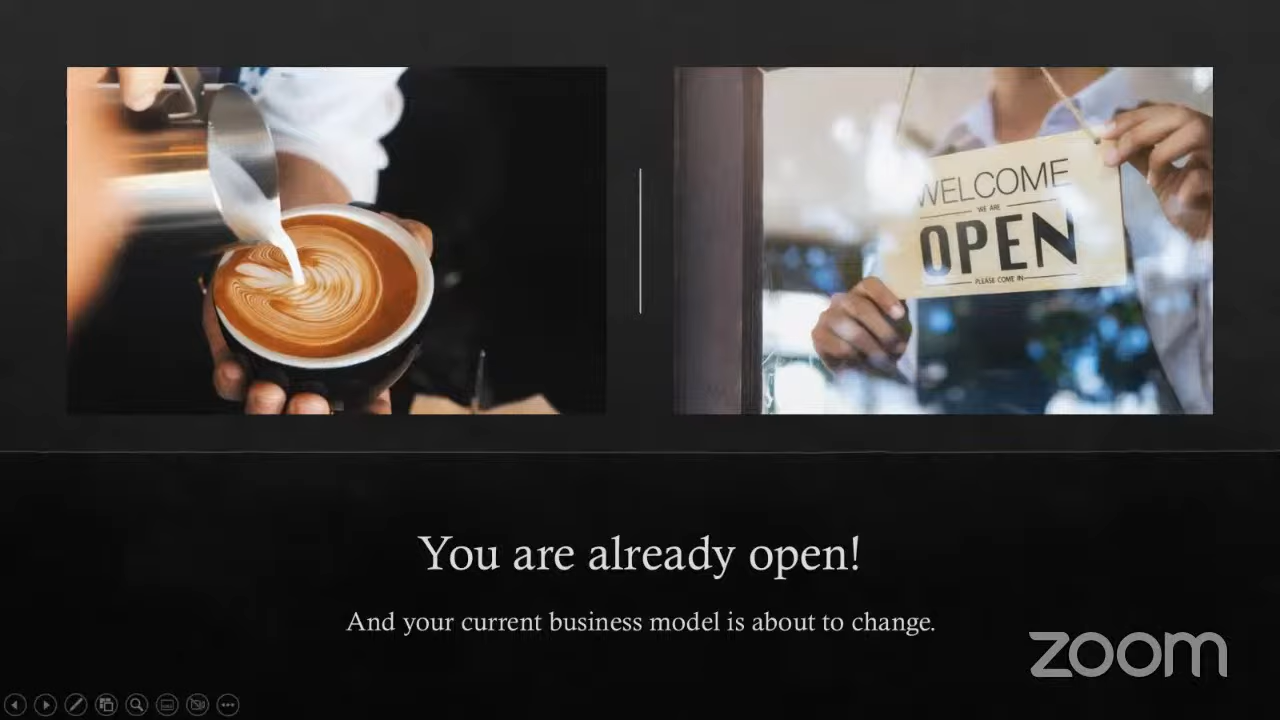 WELCOME
WE ARE
OPEN
PLEASE COME IN
You are already open!
And your current business model is about to change.
zoom